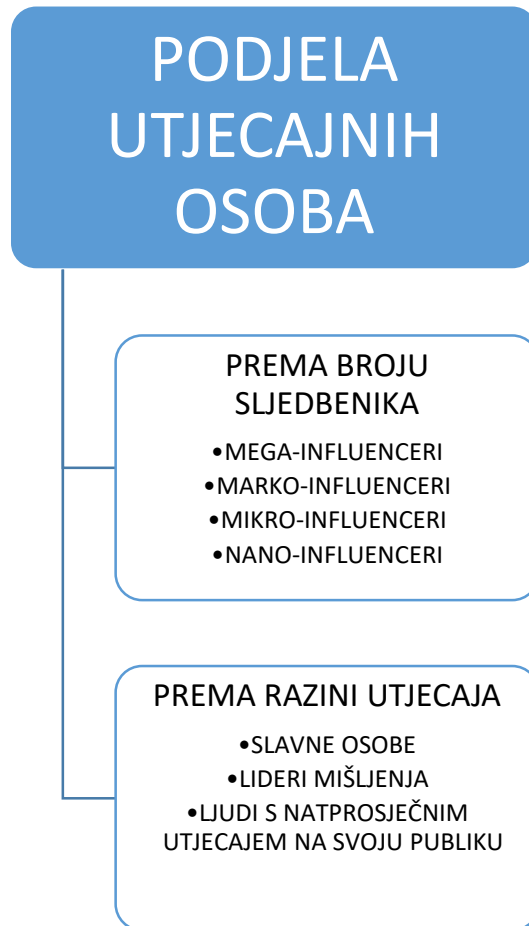 PODJELA
UTJECAJNIH
OSOBA
PREMA BROJU
SLJEDBENIKA
•MEGA-INFLUENCERI
•MARKO-INFLUENCERI
•MIKRO-INFLUENCERI
•NANO-INFLUENCERI
PREMA RAZINI UTJECAJA
•SLAVNE OSOBE
•LIDERI MIŠLJENJA
•LJUDI S NATPROSJEČNIM
UTJECAJEM NA SVOJU PUBLIKU